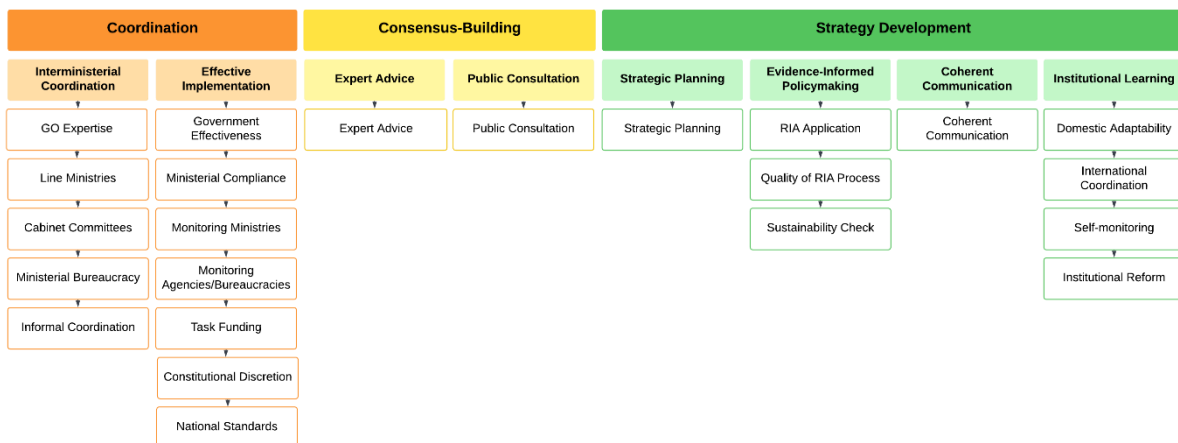 Coordination
Consensus-Building
Strategy Development
Interministerial
Coordination
Effective
Implementation
Expert Advice
Public Consultation
Strategic Planning
Evidence-Informed
Policymaking
Coherent
Communication
Institutional Learning
GO Expertise
Line Ministries
Cabinet Committees
Ministerial Bureaucracy
Informal Coordination
Government
Effectiveness
Ministerial Compliance
Monitoring Ministries
Monitoring
Agencies/Bureaucracies
Task Funding
Constitutional Discretion
National Standards
Expert Advice
Public Consultation
Strategic Planning
RIA Application
Quality of RIA Process
Sustainability Check
Coherent
Communication
Domestic Adaptability
International
Coordination
Self-monitoring
Institutional Reform